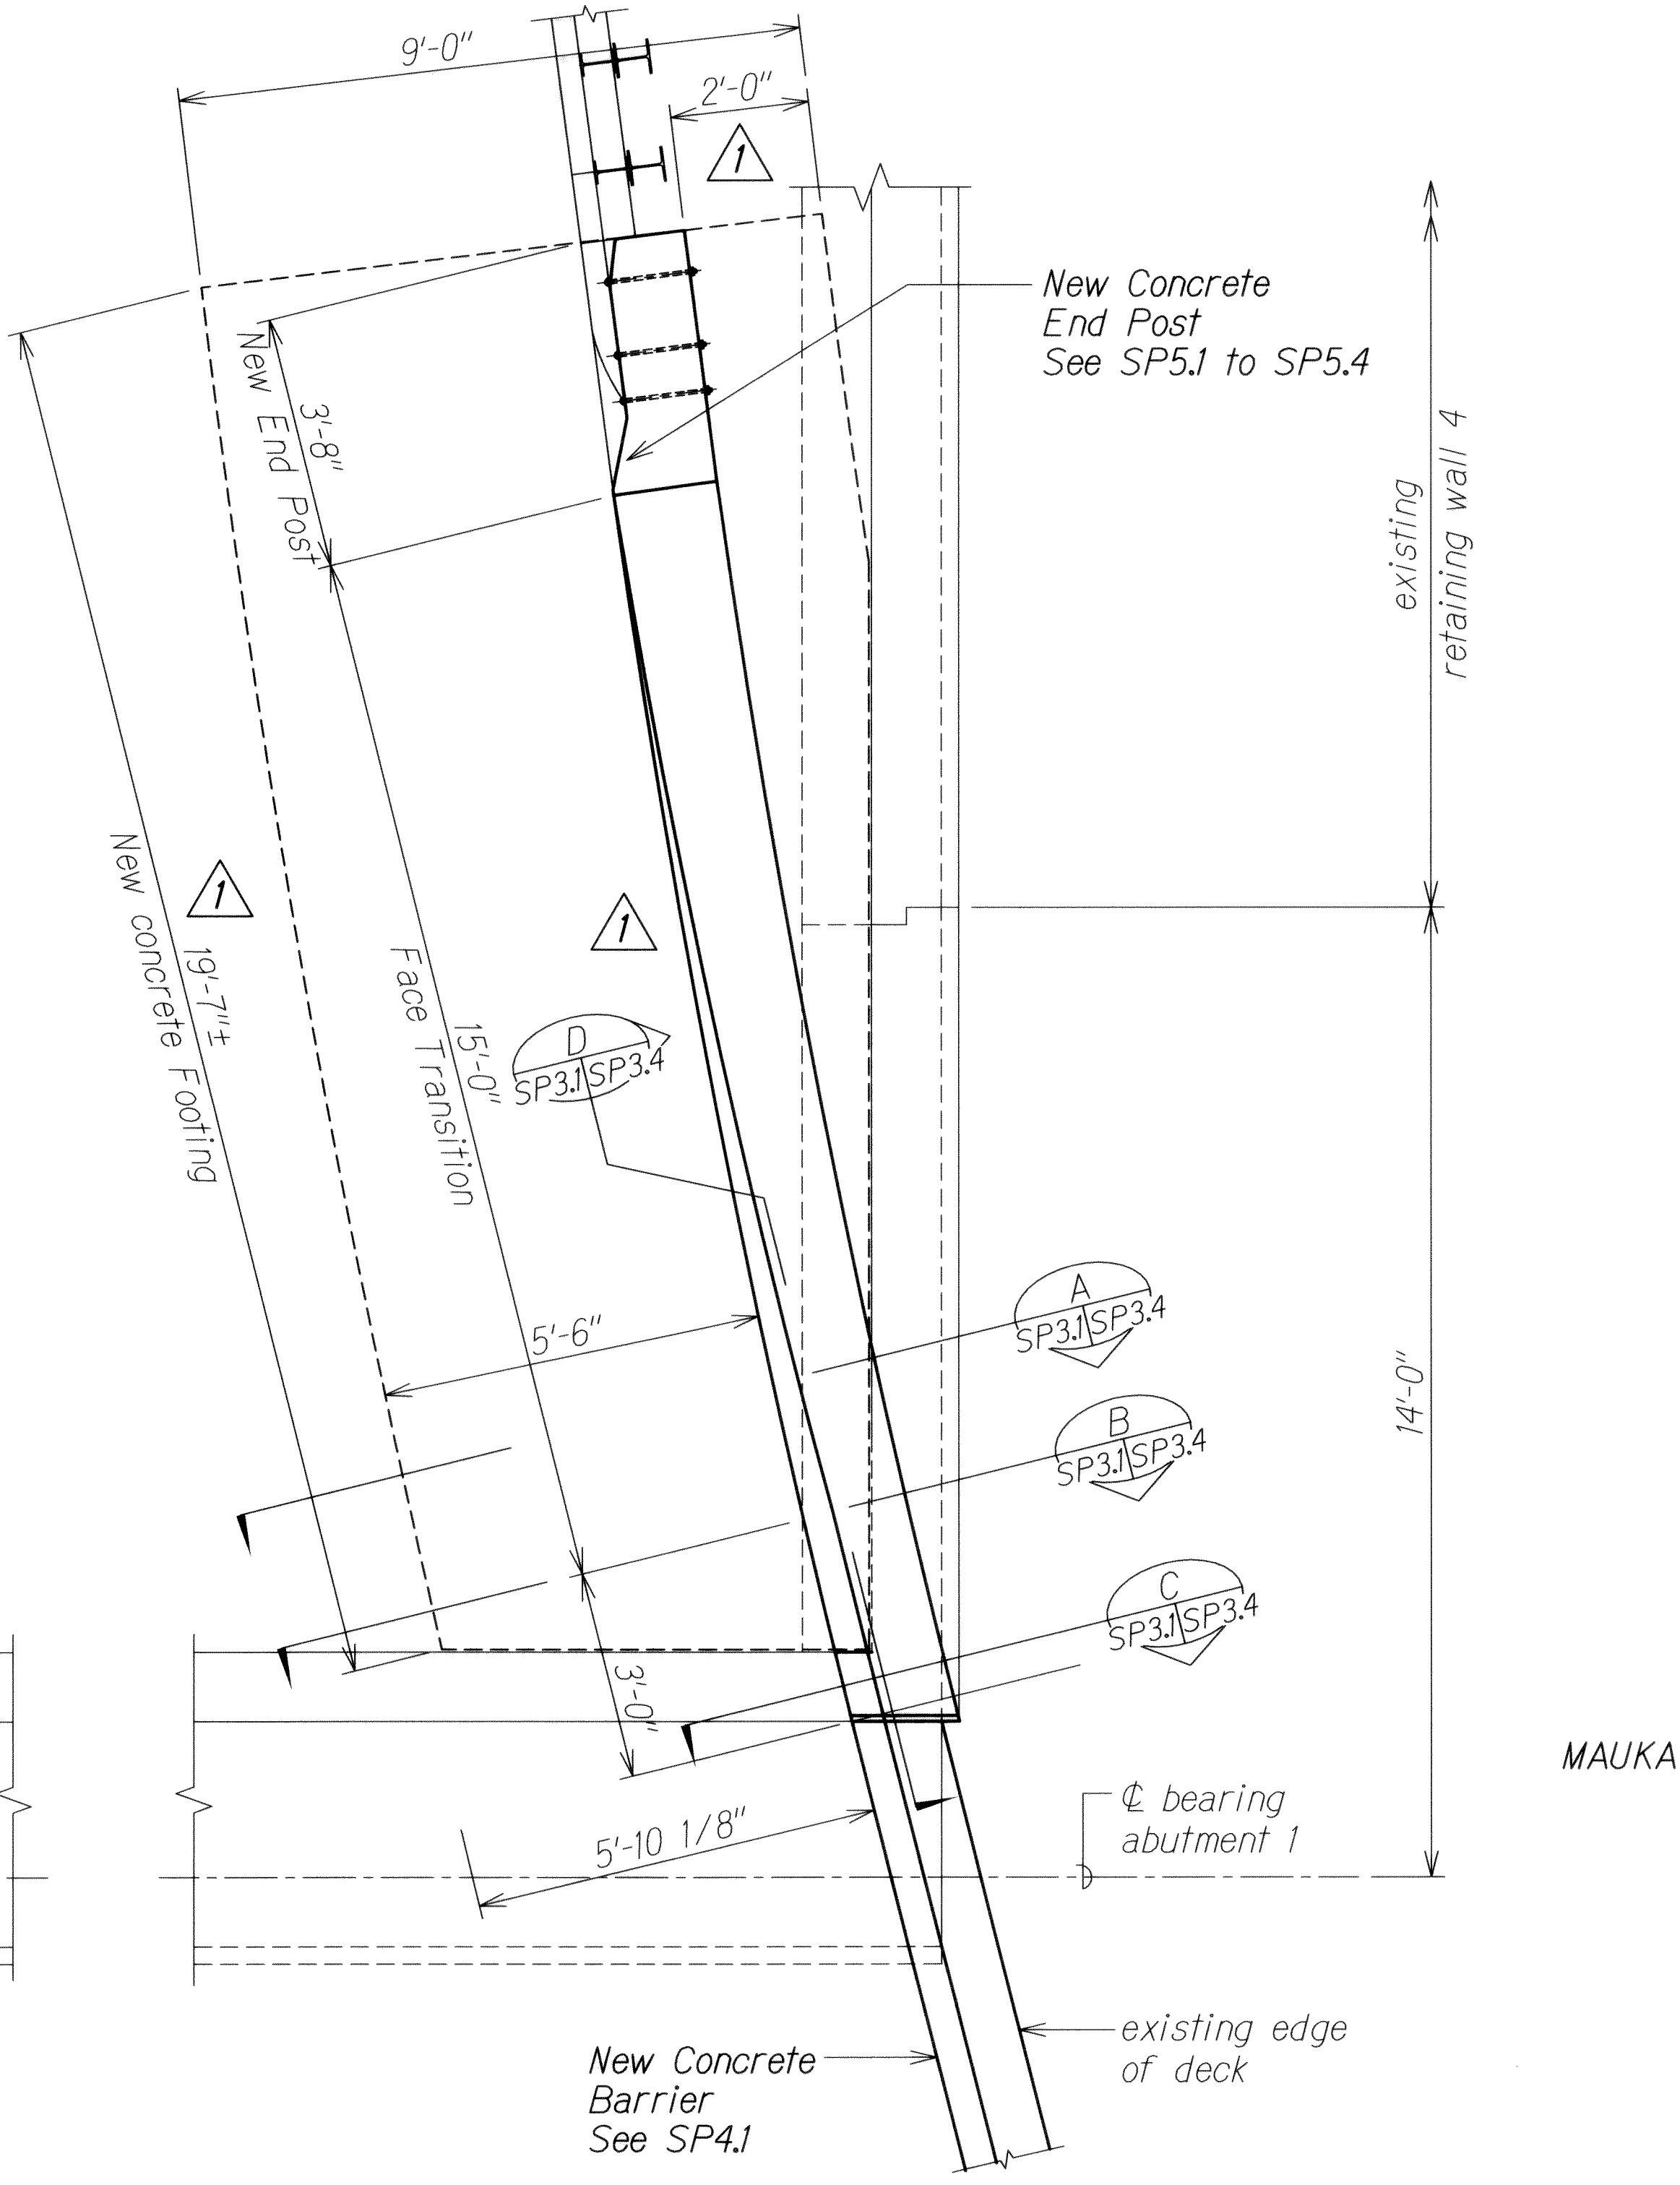 9'-0"
2'-0"
1
New Concrete
End Post
See SP5.1 to SP5.4
3'-8"
New End Post
existing
retaining wall 4
1
1
19'-7"±
New concrete Footing
15'-0"
Face Transition
D
SP3.1 SP3.4
A
SP3.1 SP3.4
5'-6"
B
SP3.1 SP3.4
14'-0"
C
SP3.1 SP3.4
3'-0"
MAUKA
℄ bearing
abutment 1
5'-10 1/8"
existing edge
of deck
New Concrete
Barrier
See SP4.1